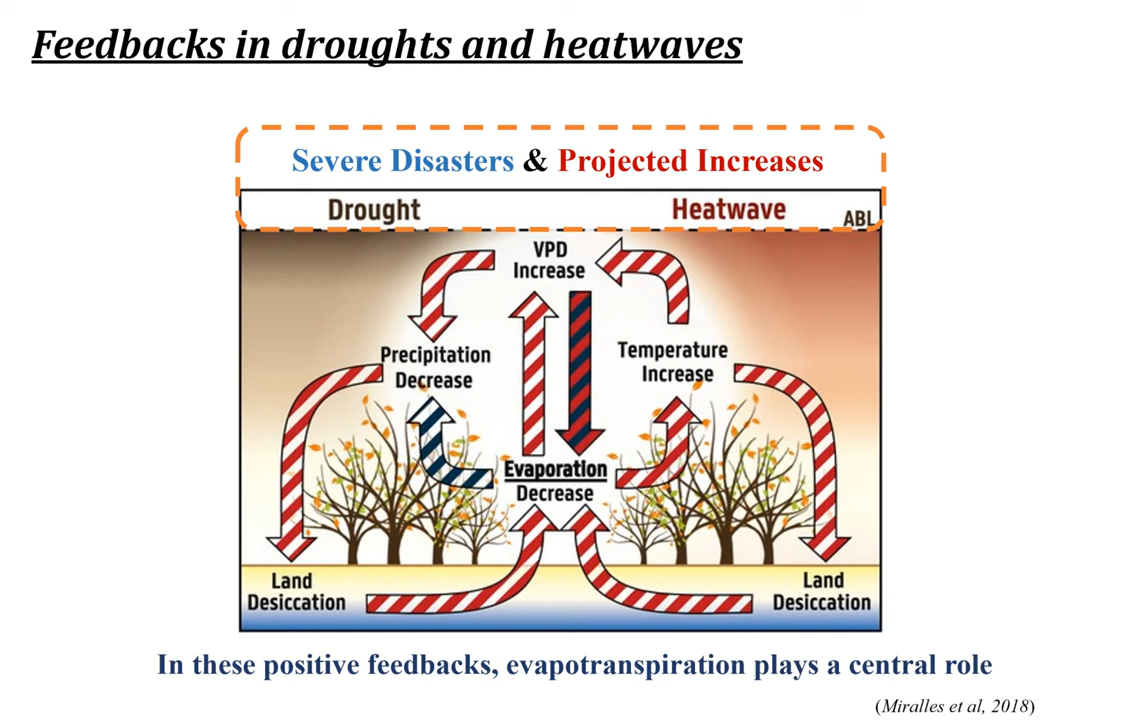 Feedbacks in droughts and heatwaves
Severe Disasters & Projected Increases
Drought
Heatwave
ABL
VPD
Increase
Precipitation
Decrease
Temperature
Increase
Evaporation
Decrease
Land
Desiccation
Land
Desiccation
In these positive feedbacks, evapotranspiration plays a central role
(Miralles et al, 2018)